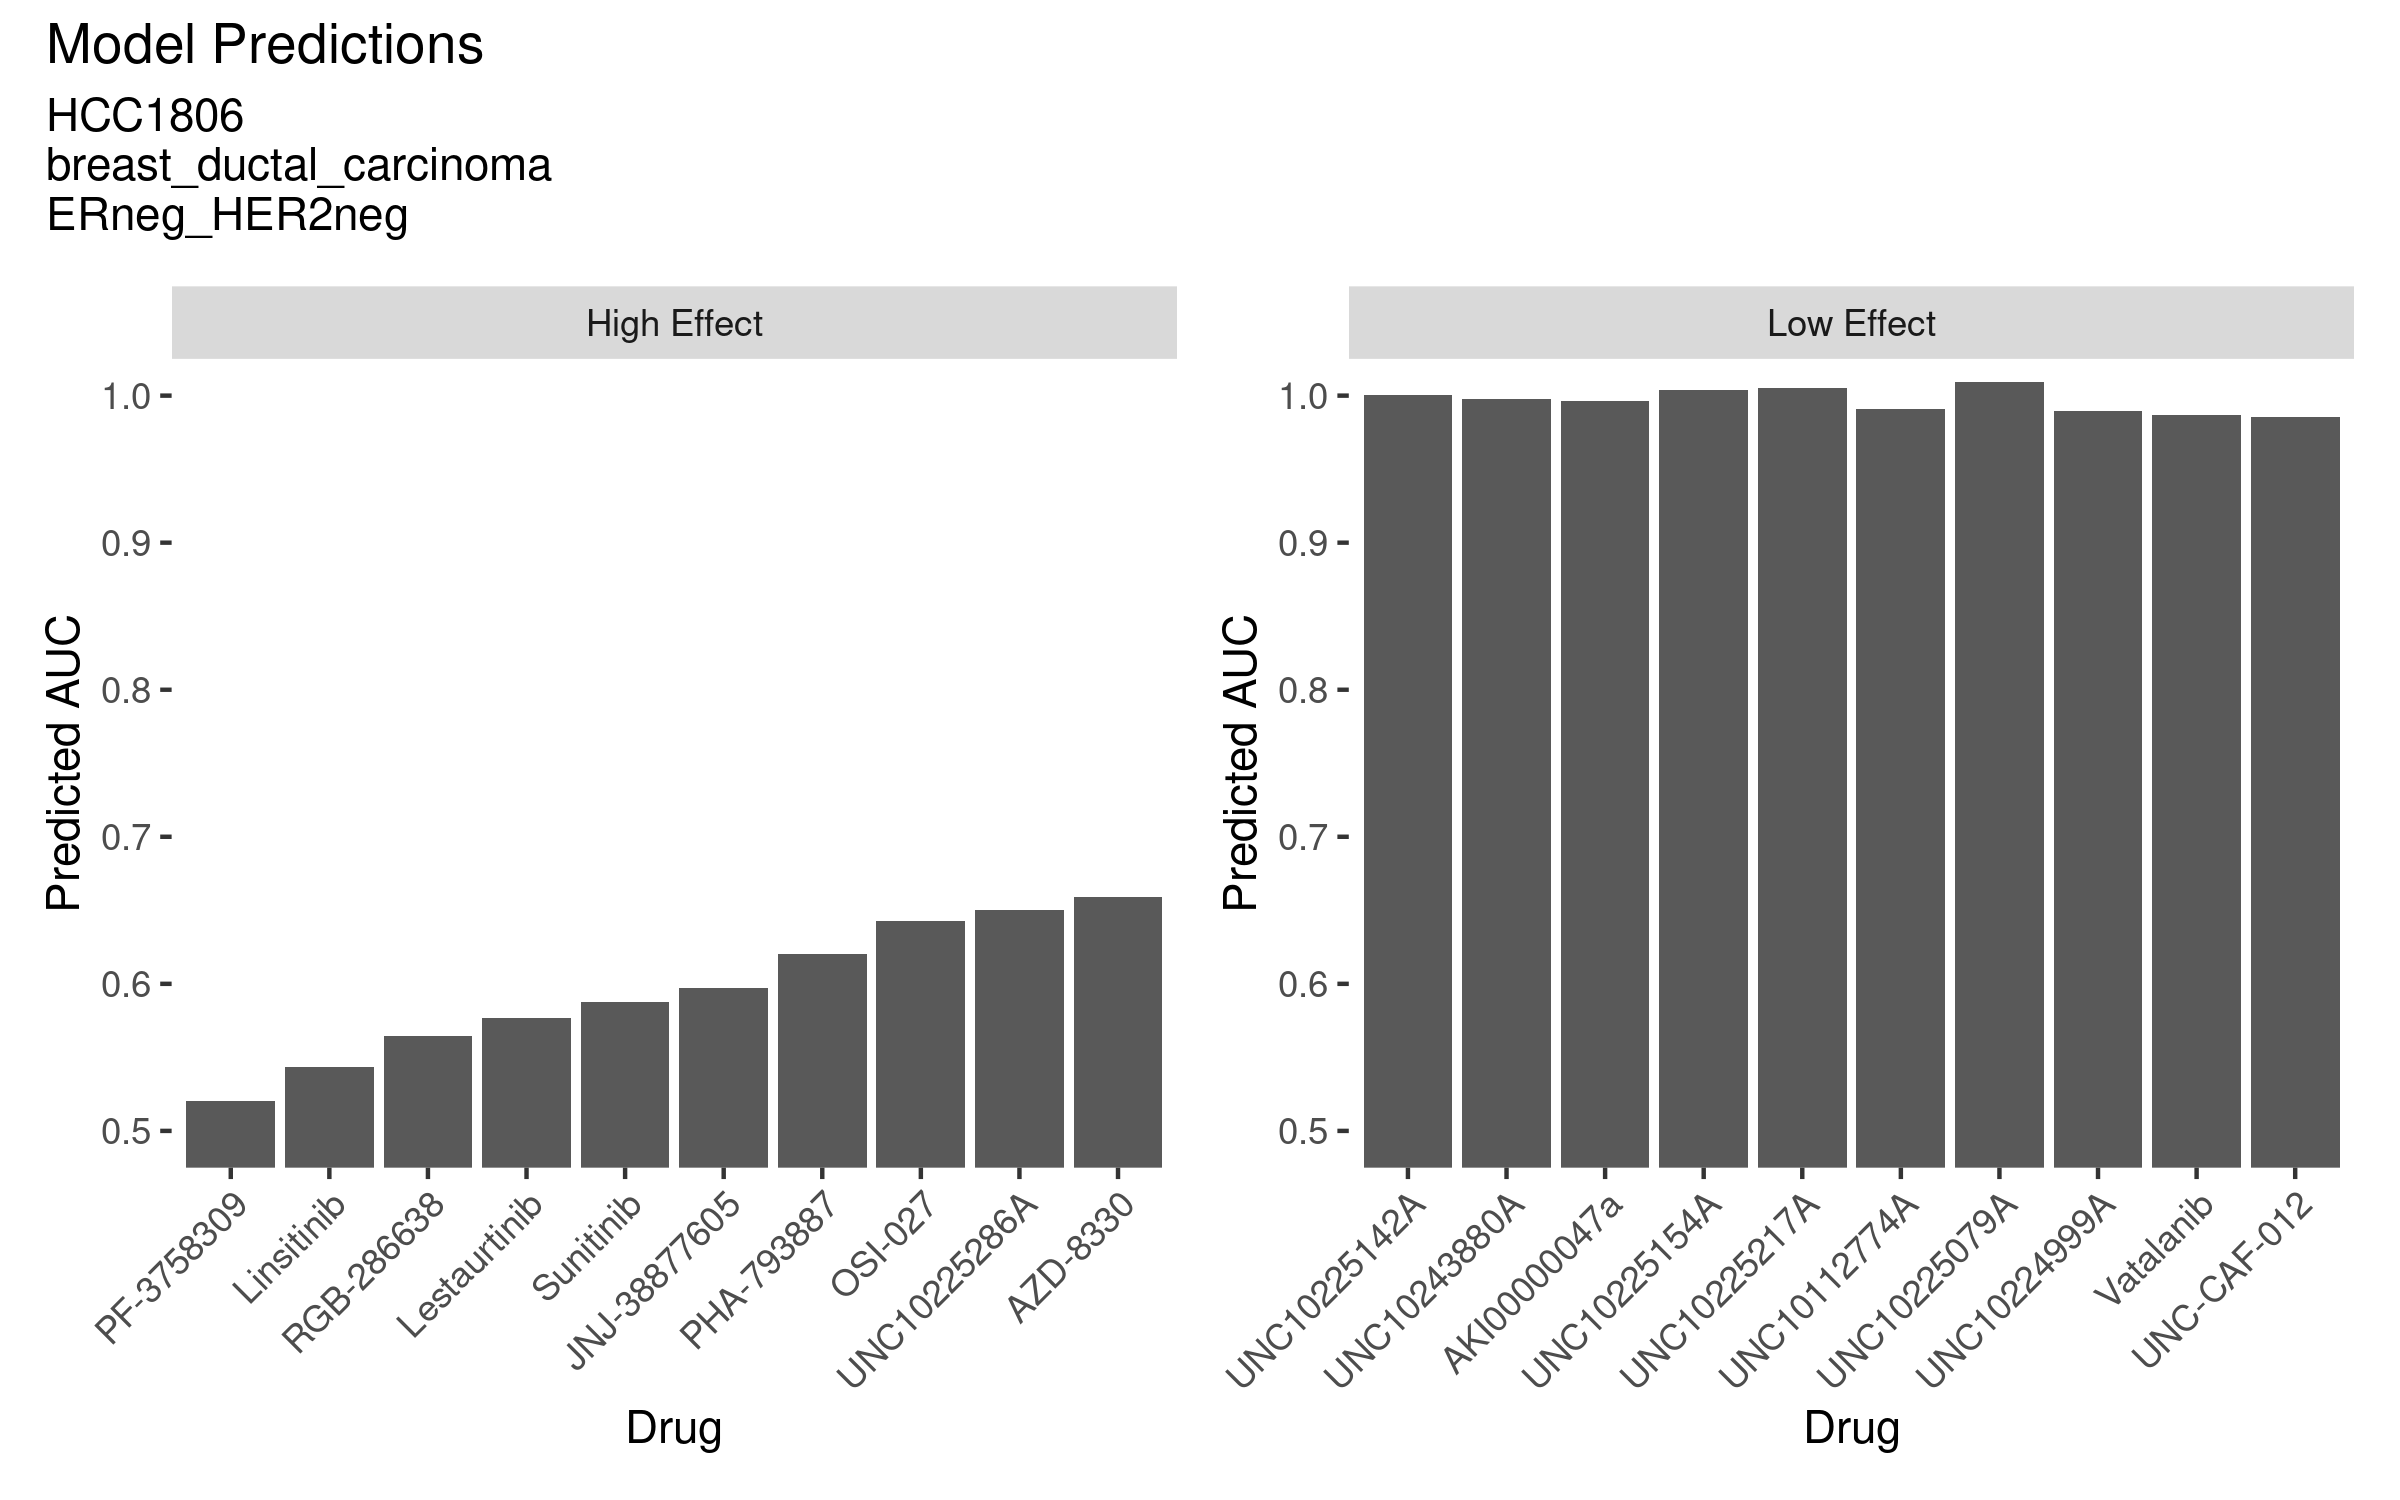 Model Predictions
HCC1806
breast_ductal_carcinoma
ERneg_HER2neg
High Effect
Predicted AUC
1.0
0.9
0.8
0.7
0.6
0.5
PF-3758309
Linsitinib
RGB-286638
Lestaurtinib
Sunitinib
JNJ-38877605
PHA-793887
OSI-027
UNC10225286A
AZD-8330
Drug
Low Effect
Predicted AUC
1.0
0.9
0.8
0.7
0.6
0.5
UNC10225142A
UNC10243880A
AKI00000047a
UNC10225154A
UNC10225217A
UNC10112774A
UNC10225079A
UNC10224999A
Vatalanib
UNC-CAF-012
Drug